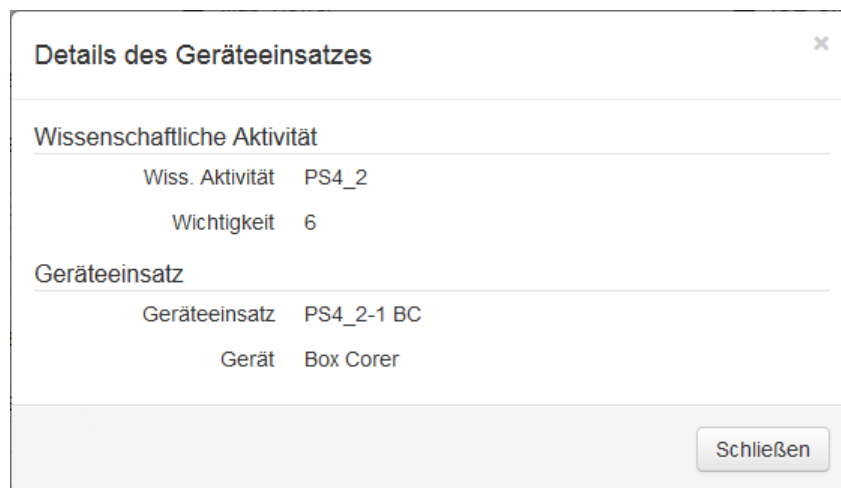 Details des Geräteeinsatzes ×
Wissenschaftliche Aktivität
Wiss. Aktivität PS4_2
Wichtigkeit 6
Geräteeinsatz
Geräteeinsatz PS4_2-1 BC
Gerät Box Corer
Schließen